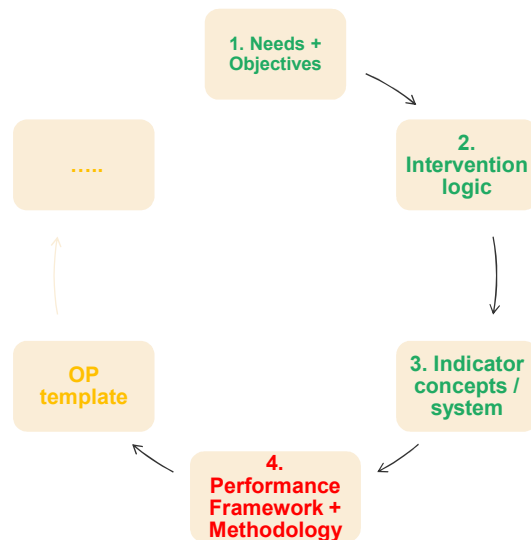 1. Needs +
Objectives
2.
Intervention
logic
3. Indicator
concepts /
system
4.
Performance
Framework +
Methodology
OP
template
…..